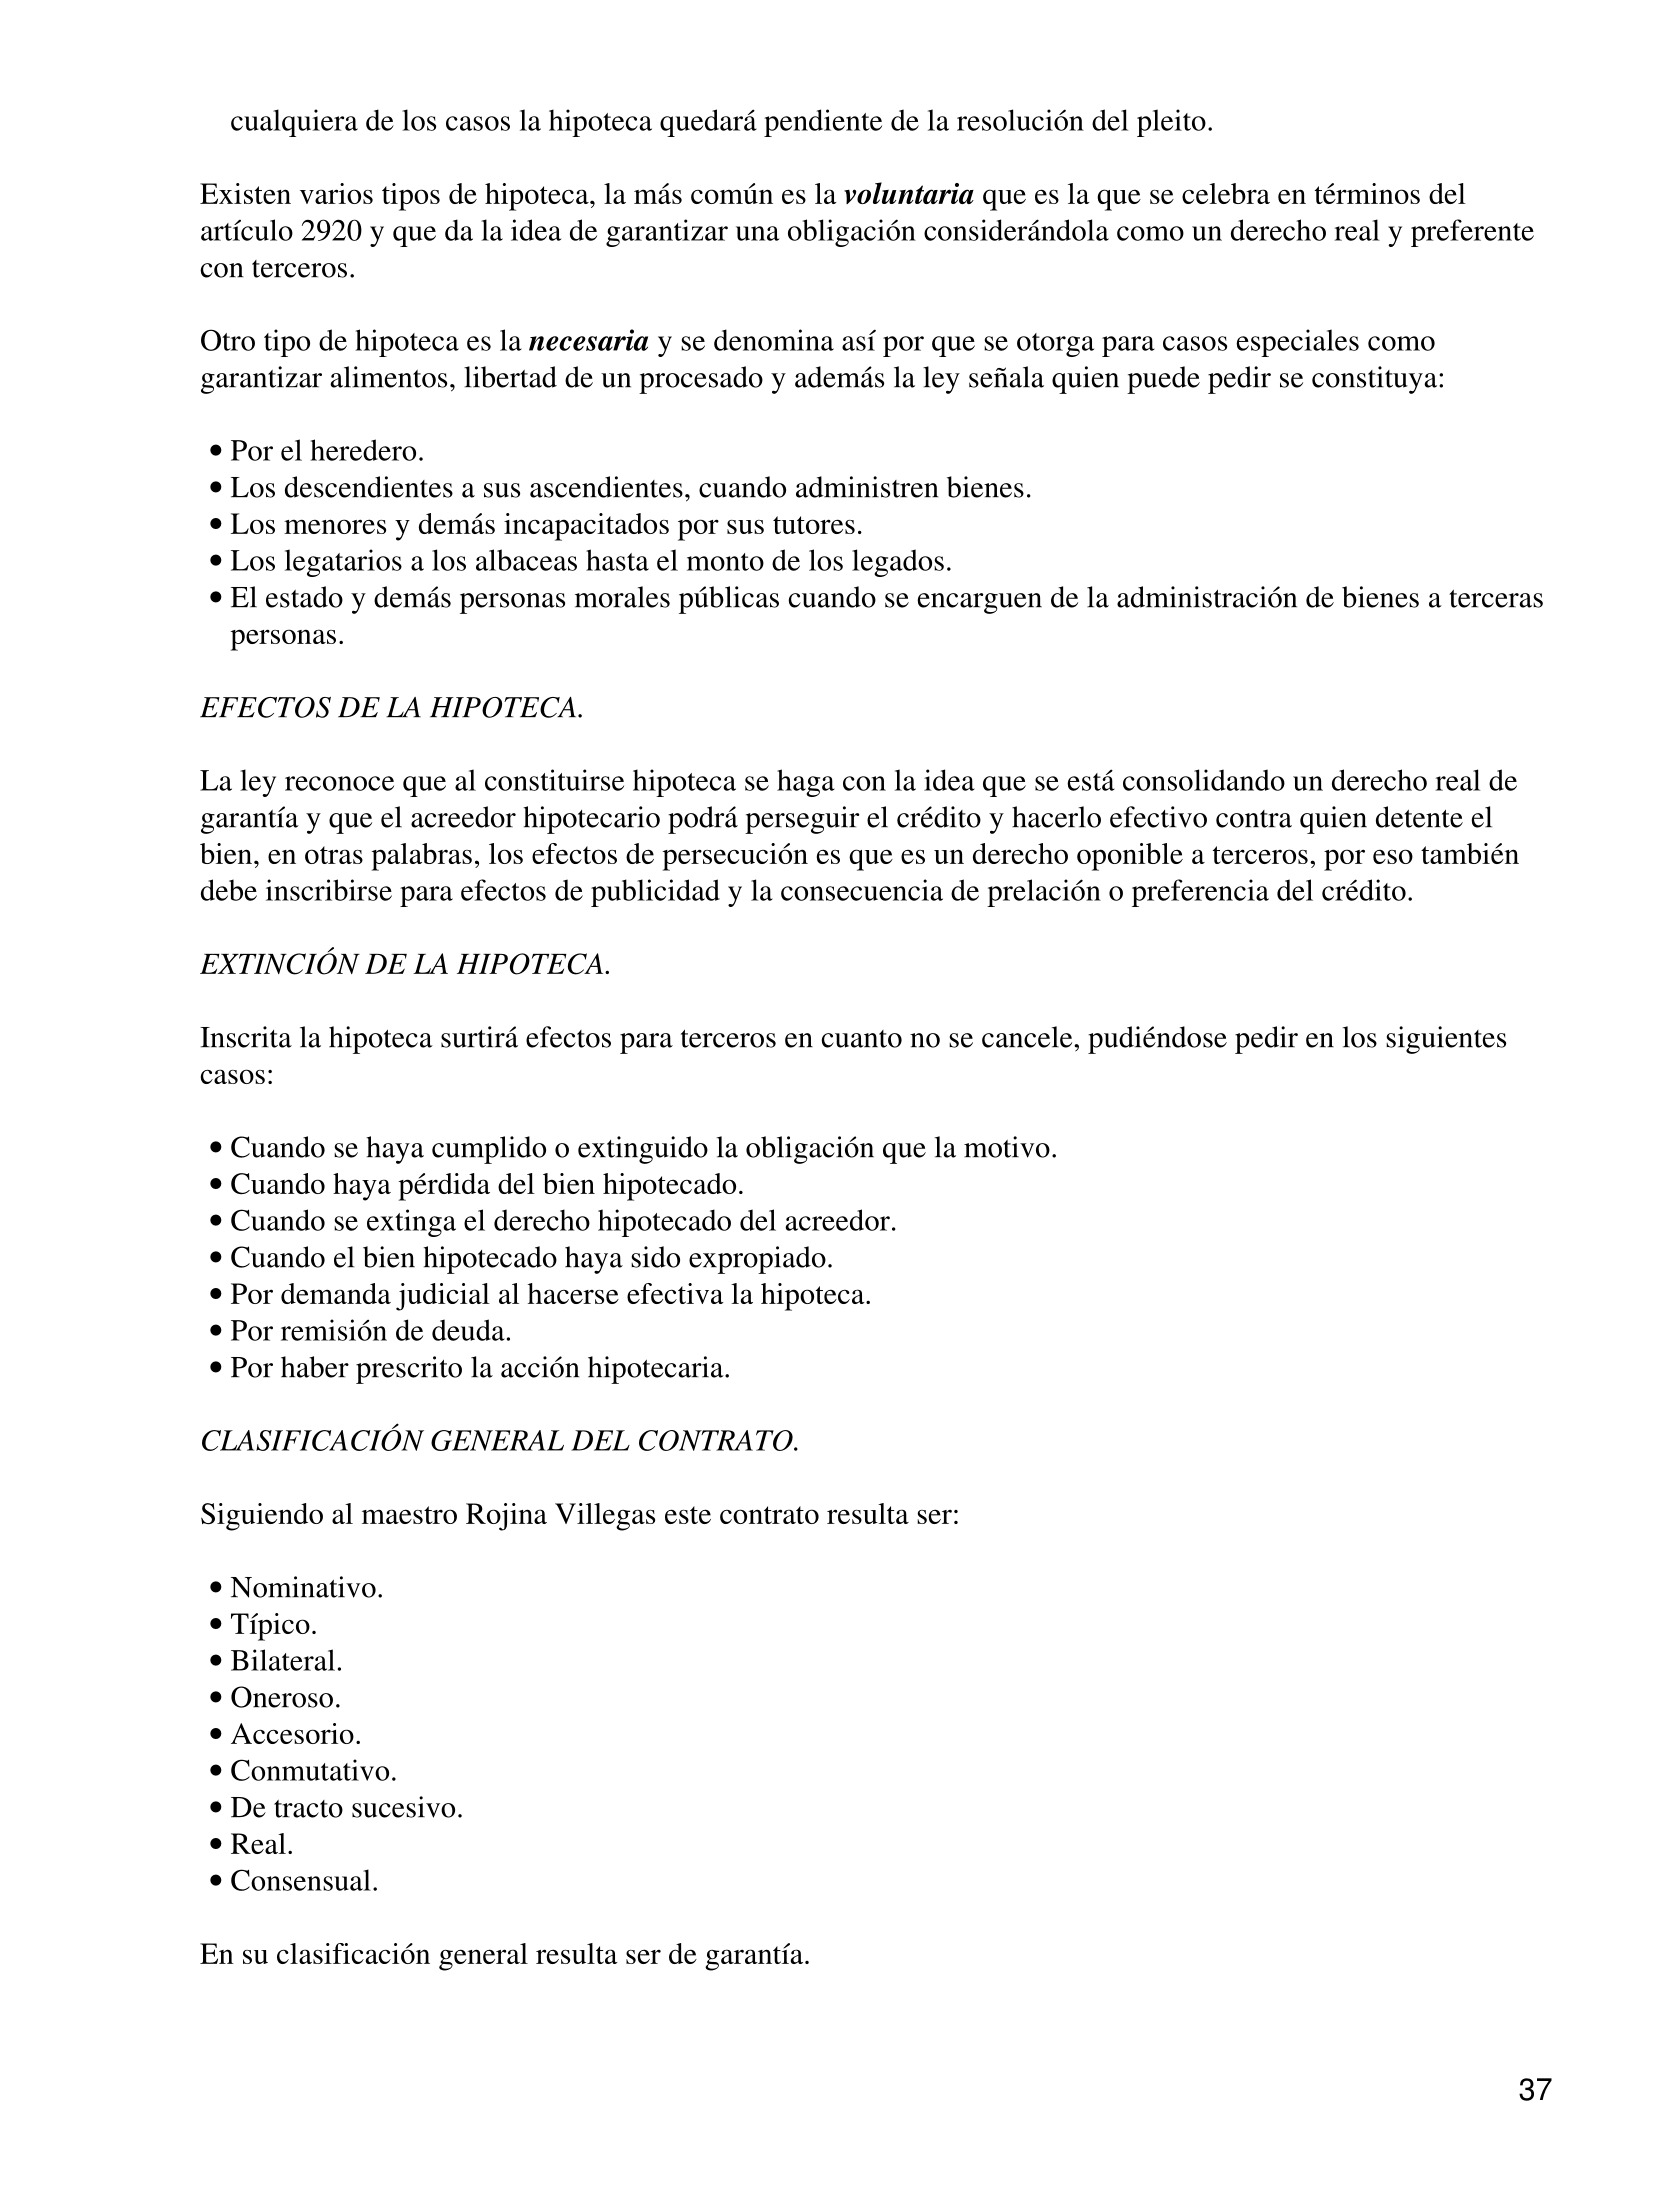 cualquiera de los casos la hipoteca quedará pendiente de la resolución del pleito.
Existen varios tipos de hipoteca, la más común es la voluntaria que es la que se celebra en términos del
artículo 2920 y que da la idea de garantizar una obligación considerándola como un derecho real y preferente
con terceros.
Otro tipo de hipoteca es la necesaria y se denomina así por que se otorga para casos especiales como
garantizar alimentos, libertad de un procesado y además la ley señala quien puede pedir se constituya:
• Por el heredero.
• Los descendientes a sus ascendientes, cuando administren bienes.
• Los menores y demás incapacitados por sus tutores.
• Los legatarios a los albaceas hasta el monto de los legados.
• El estado y demás personas morales públicas cuando se encarguen de la administración de bienes a terceras
personas.
EFECTOS DE LA HIPOTECA.
La ley reconoce que al constituirse hipoteca se haga con la idea que se está consolidando un derecho real de
garantía y que el acreedor hipotecario podrá perseguir el crédito y hacerlo efectivo contra quien detente el
bien, en otras palabras, los efectos de persecución es que es un derecho oponible a terceros, por eso también
debe inscribirse para efectos de publicidad y la consecuencia de prelación o preferencia del crédito.
EXTINCIÓN DE LA HIPOTECA.
Inscrita la hipoteca surtirá efectos para terceros en cuanto no se cancele, pudiéndose pedir en los siguientes
casos:
• Cuando se haya cumplido o extinguido la obligación que la motivo.
• Cuando haya pérdida del bien hipotecado.
• Cuando se extinga el derecho hipotecado del acreedor.
• Cuando el bien hipotecado haya sido expropiado.
• Por demanda judicial al hacerse efectiva la hipoteca.
• Por remisión de deuda.
• Por haber prescrito la acción hipotecaria.
CLASIFICACIÓN GENERAL DEL CONTRATO.
Siguiendo al maestro Rojina Villegas este contrato resulta ser:
• Nominativo.
• Típico.
• Bilateral.
• Oneroso.
• Accesorio.
• Conmutativo.
• De tracto sucesivo.
• Real.
• Consensual.
En su clasificación general resulta ser de garantía.
37